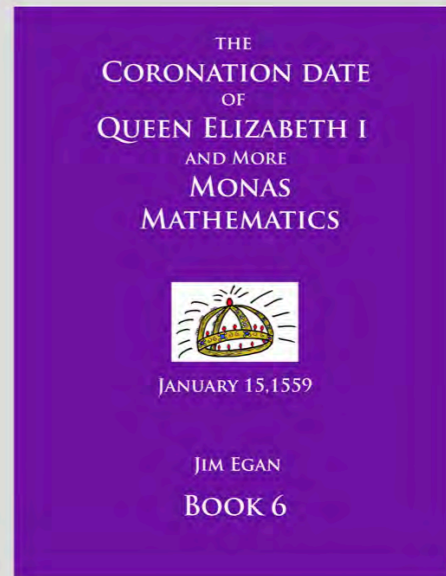 THE
CORONATION DATE
OF
QUEEN ELIZABETH I
AND MORE
MONAS
MATHEMATICS
JANUARY 15,1559
JIM EGAN
BOOK 6